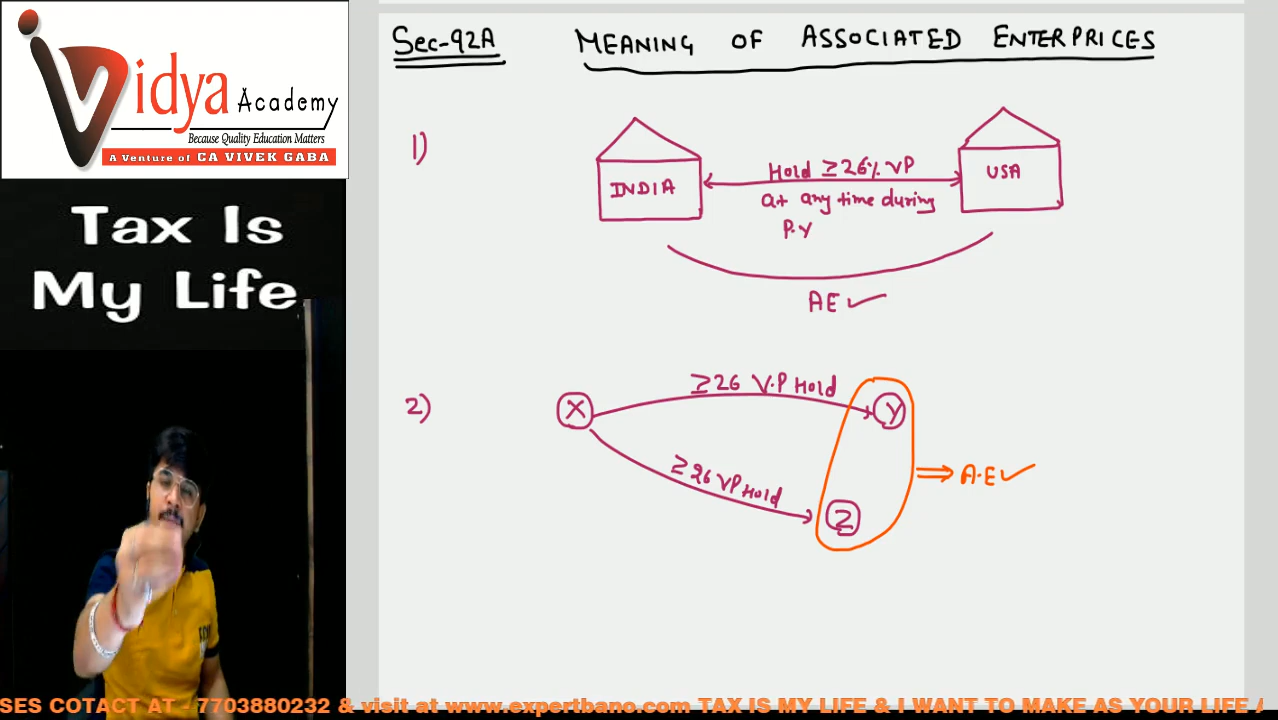 Vidya
Academy
Because Quality Education Matters
A Venture of CA VIVEK GABA
Tax Is
My Life
Sec-92A MEANING OF ASSOCIATED ENTERPRICES
1)
INDIA
Hold ≥26% VP
at any time during
P.Y
USA
AE ✓
2)
X
≥26 V.P Hold
Y
≥26 VP Hold
Z
⇒ A.E ✓
SES COTACT AT - 7703880232 & visit at www.expertbano.com TAX IS MY LIFE & I WANT TO MAKE AS YOUR LIFE